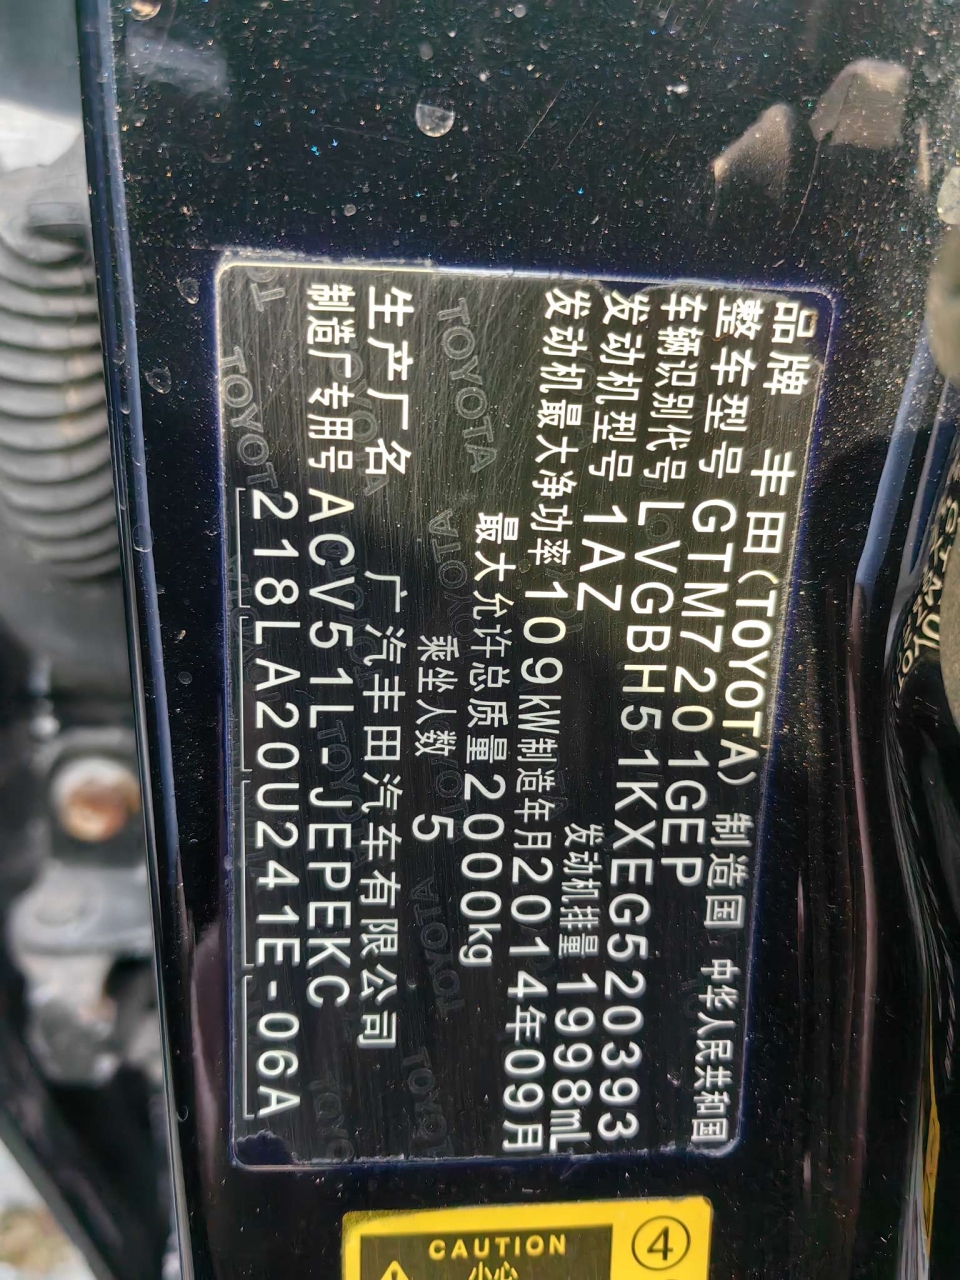 品牌 丰田(TOYOTA) 制造国 中华人民共和国
整车型号 GTM7201GEP
车辆识别代号 LVGBH51KXEG520393
发动机型号 1AZ 发动机排量 1998mL
发动机最大净功率 109kW 制造年月 2014年09月
最大允许总质量 2000kg
乘坐人数 5
生产厂名 广汽丰田汽车有限公司
制造厂专用号 ACV51L-JEPEKC
218LA20U241E-06A
CAUTION
小心
④